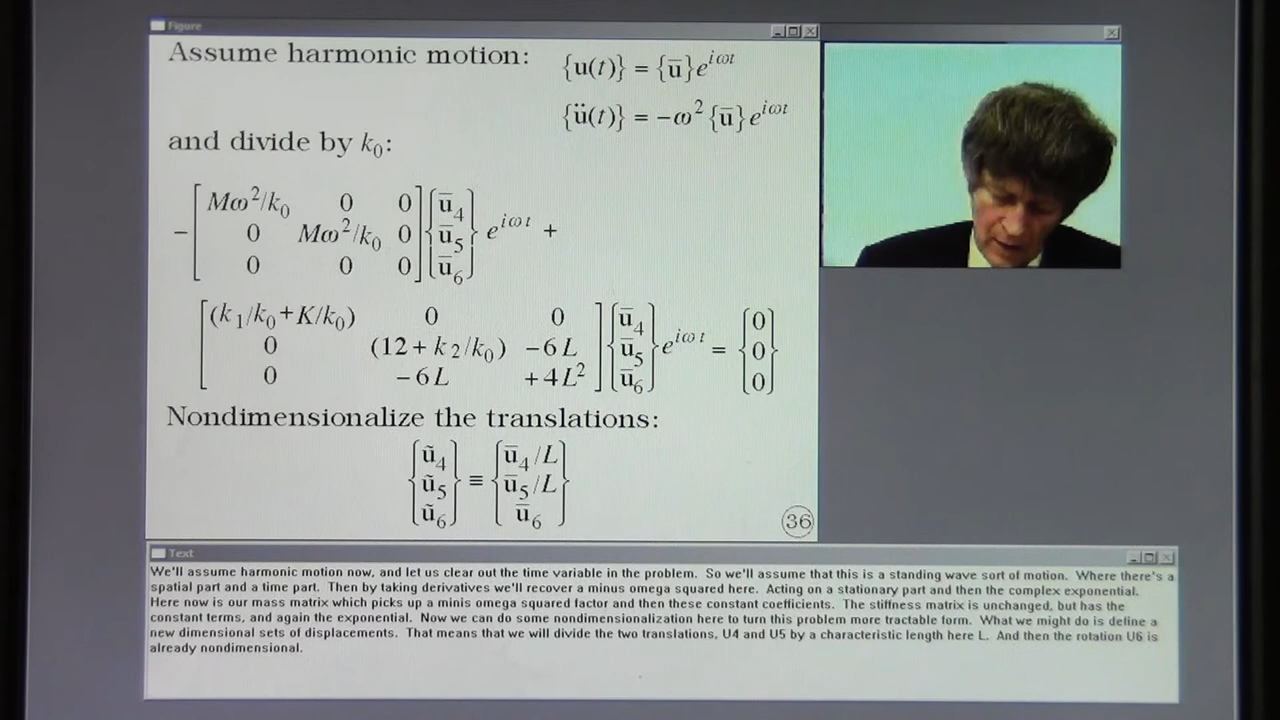 Figure
Assume harmonic motion: {u(t)} = {u̅}e^{iωt}
{ü(t)} = −ω² {u̅}e^{iωt}
and divide by k₀:
− [ Mω²/k₀ 0 0 ] { u̅₄ }
[ 0 Mω²/k₀ 0 ] { u̅₅ } e^{iωt} +
[ 0 0 0 ] { u̅₆ }
[ (k₁/k₀+K/k₀) 0 0 ] { u̅₄ } { 0 }
[ 0 (12+k₂/k₀) −6L ] { u̅₅ } e^{iωt} = { 0 }
[ 0 −6L +4L² ] { u̅₆ } { 0 }
Nondimensionalize the translations:
{ ũ₄ } { u̅₄/L }
{ ũ₅ } ≡ { u̅₅/L }
{ ũ₆ } { u̅₆ }
36
Text
We'll assume harmonic motion now, and let us clear out the time variable in the problem. So we'll assume that this is a standing wave sort of motion. Where there's a
spatial part and a time part. Then by taking derivatives we'll recover a minus omega squared here. Acting on a stationary part and then the complex exponential.
Here now is our mass matrix which picks up a minis omega squared factor and then these constant coefficients. The stiffness matrix is unchanged, but has the
constant terms, and again the exponential. Now we can do some nondimensionalization here to turn this problem more tractable form. What we might do is define a
new dimensional sets of displacements. That means that we will divide the two translations, U4 and U5 by a characteristic length here L. And then the rotation U6 is
already nondimensional.